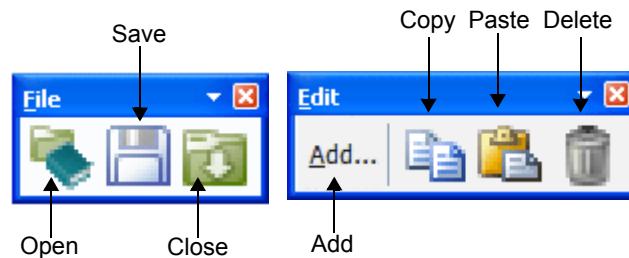 Save
Copy Paste Delete
File
Edit
Add...
Open
Close
Add